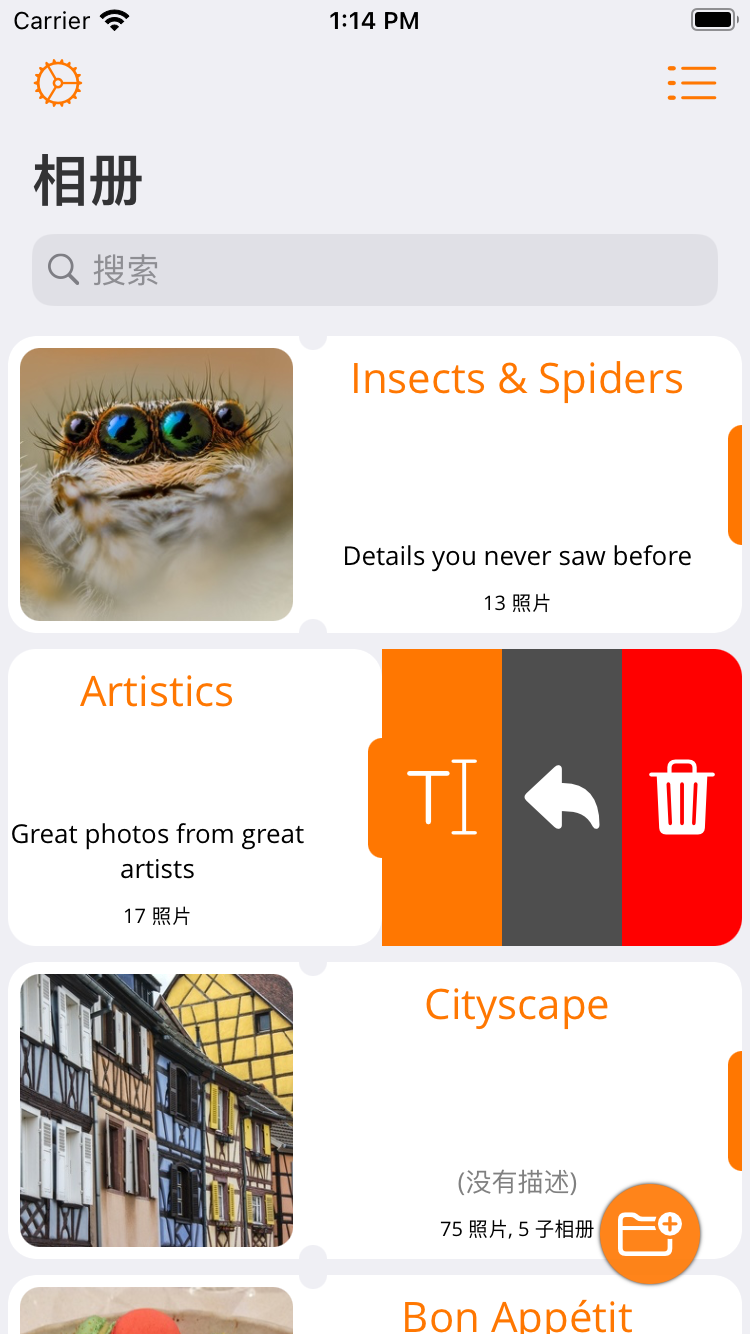 Carrier
1:14 PM
相册
搜索
Insects & Spiders
Details you never saw before
13 照片
Artistics
Great photos from great
artists
17 照片
Cityscape
(没有描述)
75 照片, 5 子相册
Bon Appétit